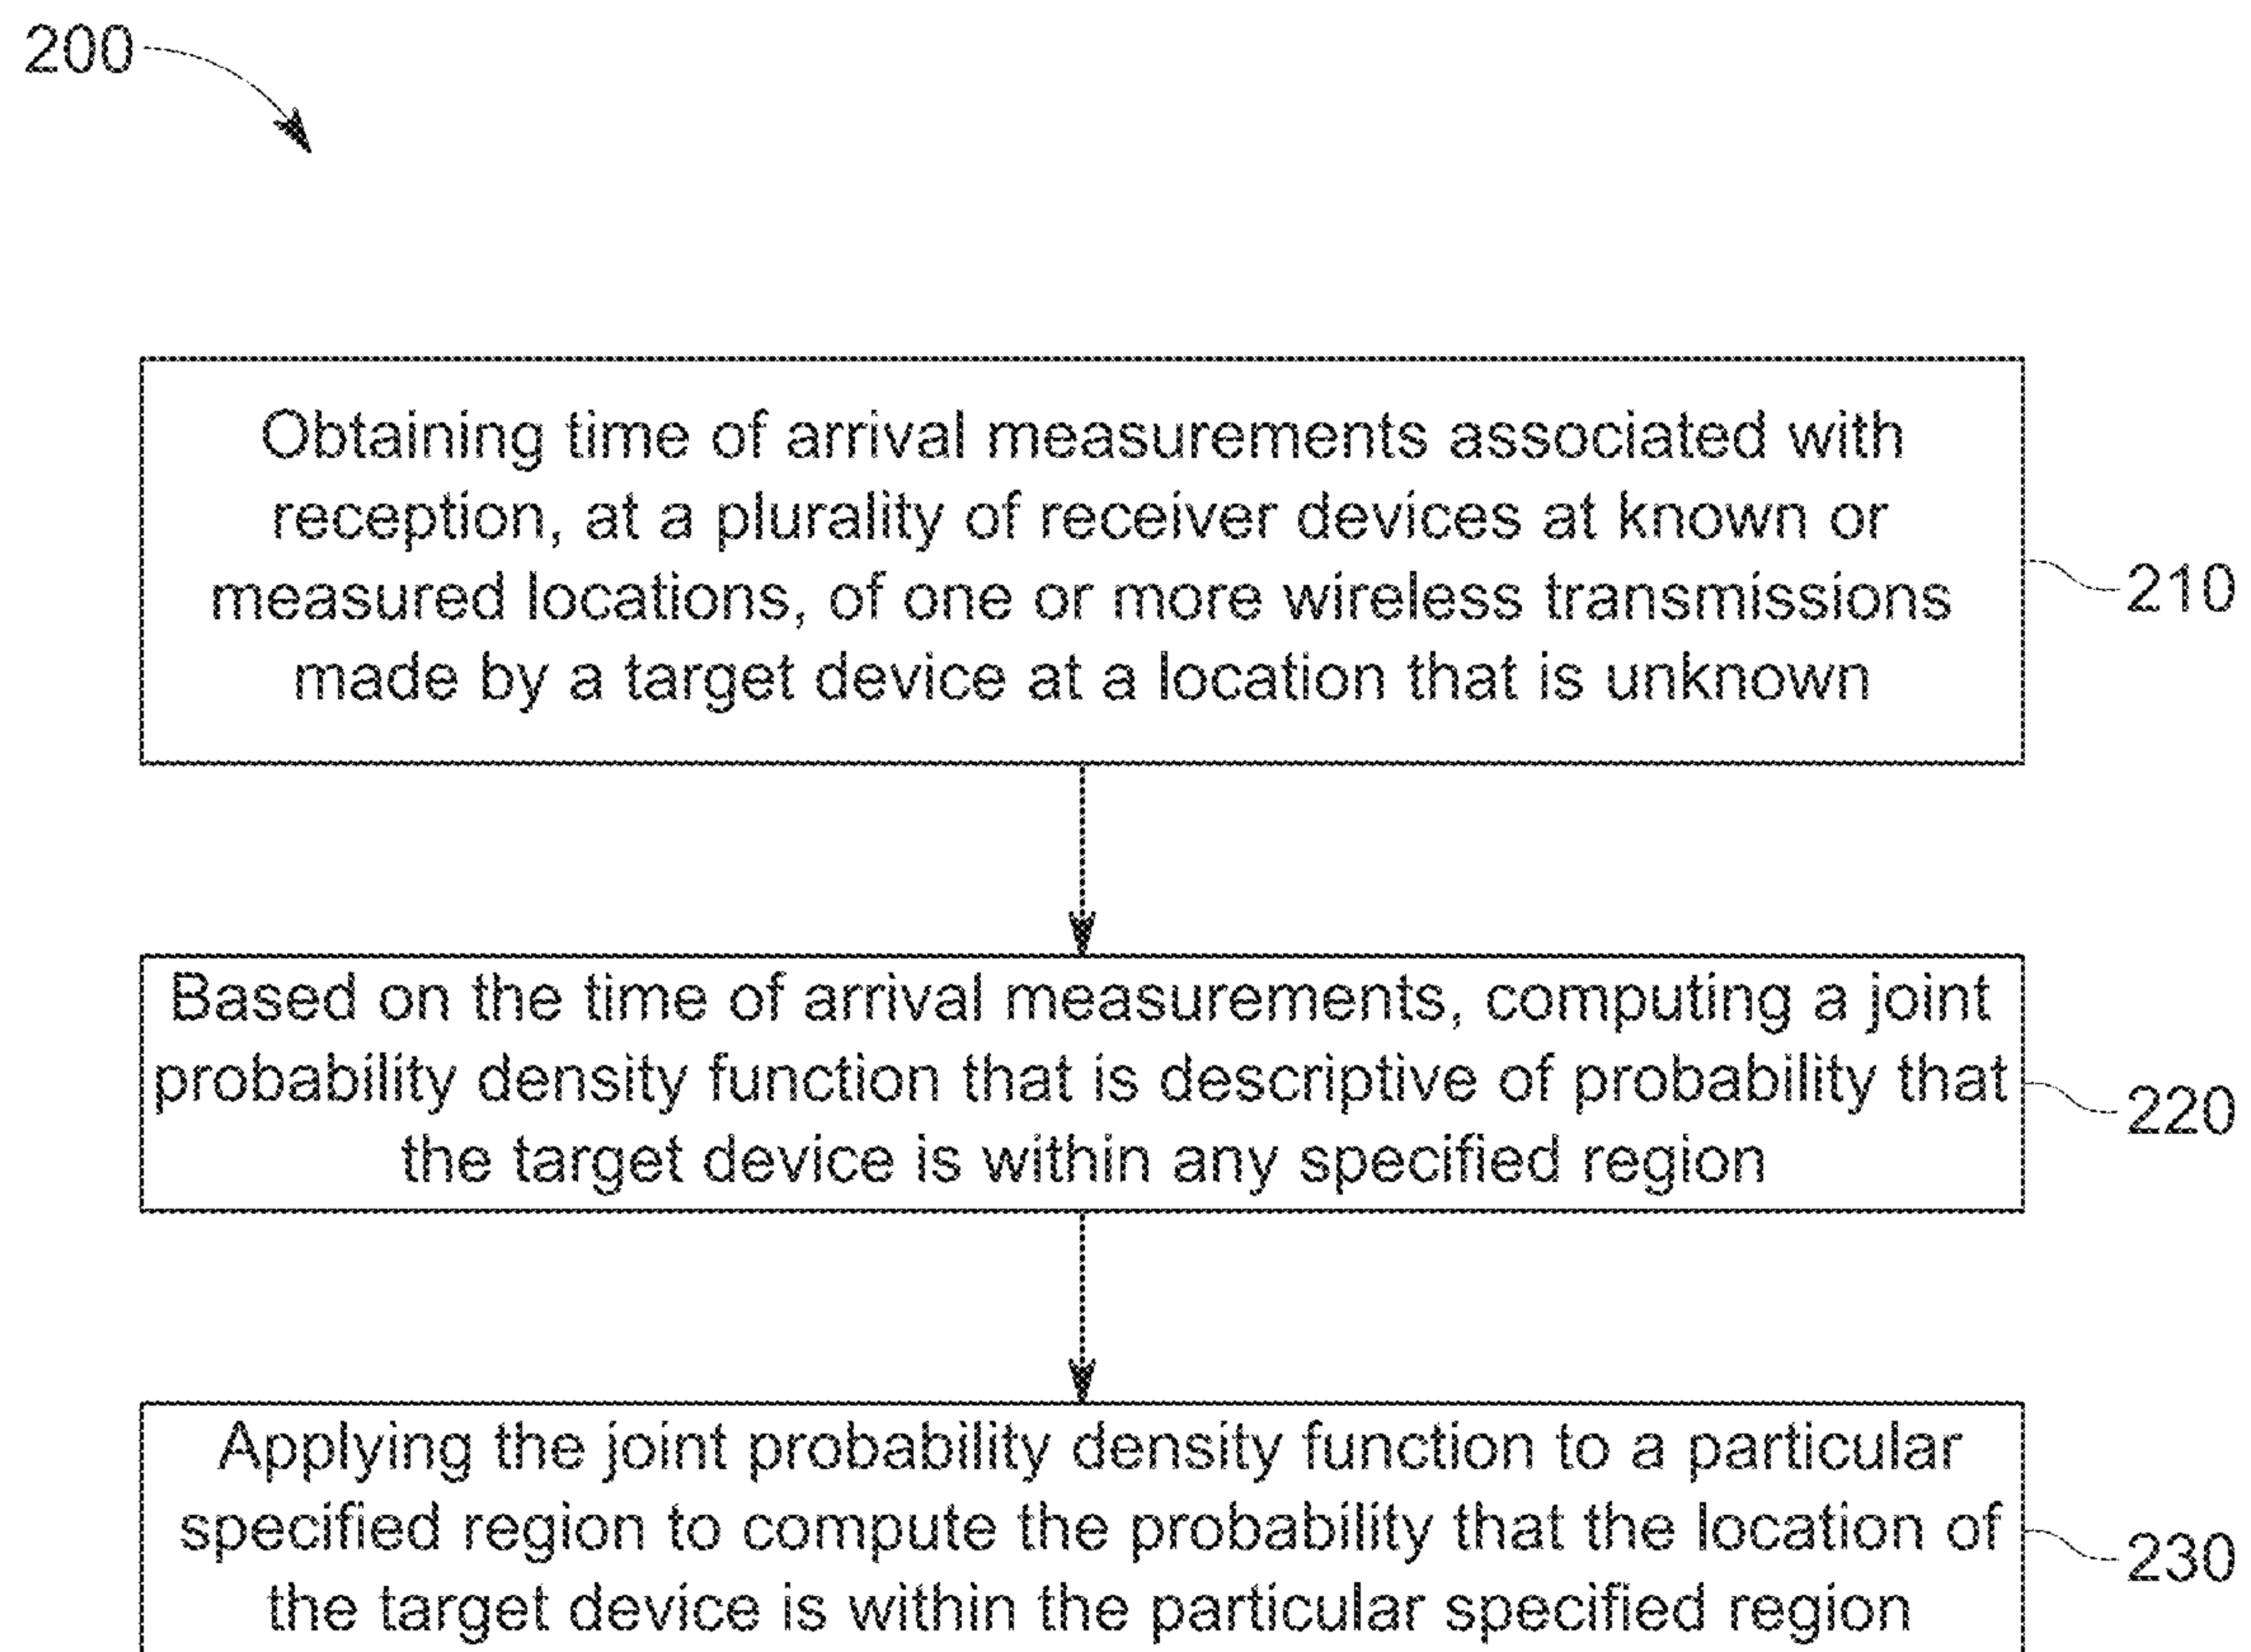 200
Obtaining time of arrival measurements associated with
reception, at a plurality of receiver devices at known or
measured locations, of one or more wireless transmissions
made by a target device at a location that is unknown
210
Based on the time of arrival measurements, computing a joint
probability density function that is descriptive of probability that
the target device is within any specified region
220
Applying the joint probability density function to a particular
specified region to compute the probability that the location of
the target device is within the particular specified region
230